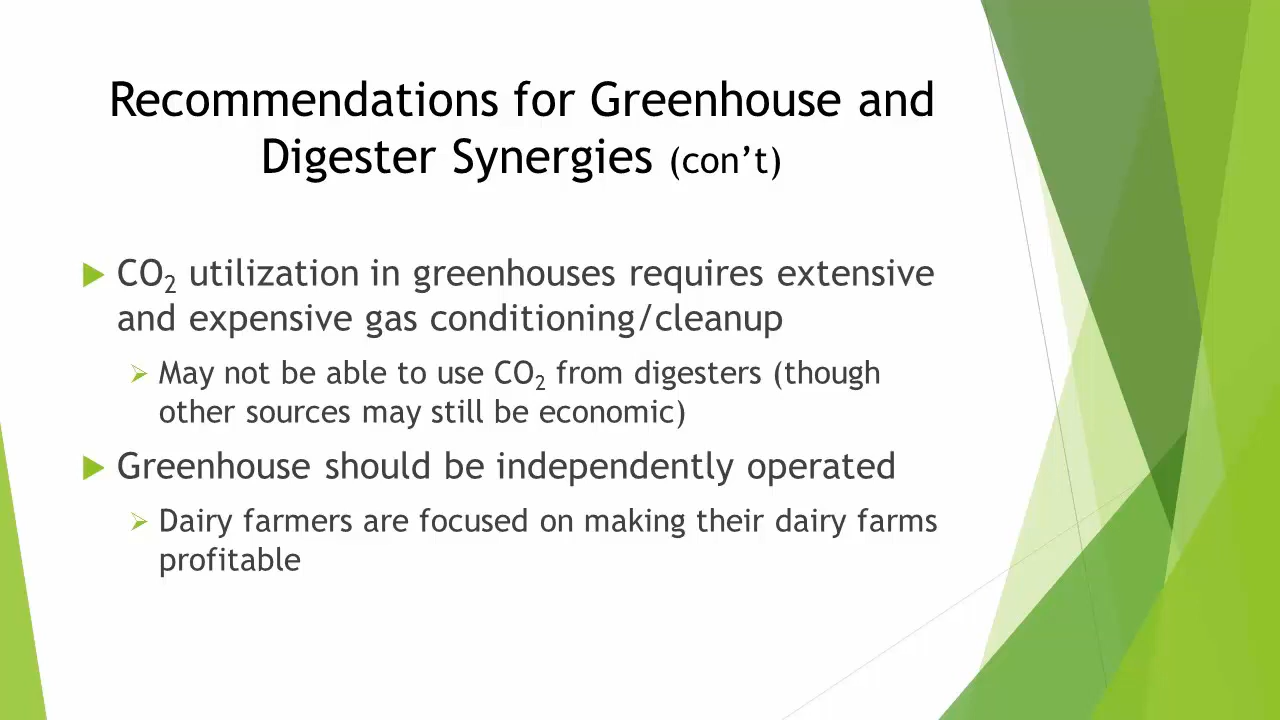 Recommendations for Greenhouse and
Digester Synergies (con’t)
CO₂ utilization in greenhouses requires extensive
and expensive gas conditioning/cleanup
May not be able to use CO₂ from digesters (though
other sources may still be economic)
Greenhouse should be independently operated
Dairy farmers are focused on making their dairy farms
profitable